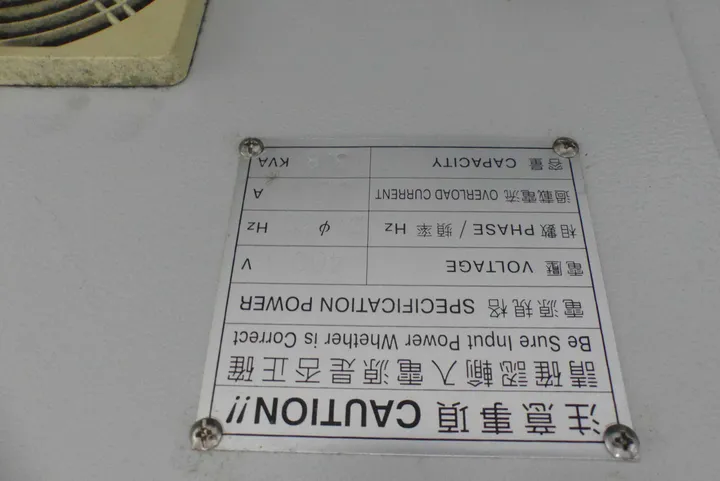 注意事項 CAUTION!!
請確認輸入電源是否正確
Be Sure Input Power Whether is Correct
電源規格 SPECIFICATION POWER
電壓 VOLTAGE V
相數 PHASE / 頻率 Hz φ Hz
過載電流 OVERLOAD CURRENT A
容量 CAPACITY KVA